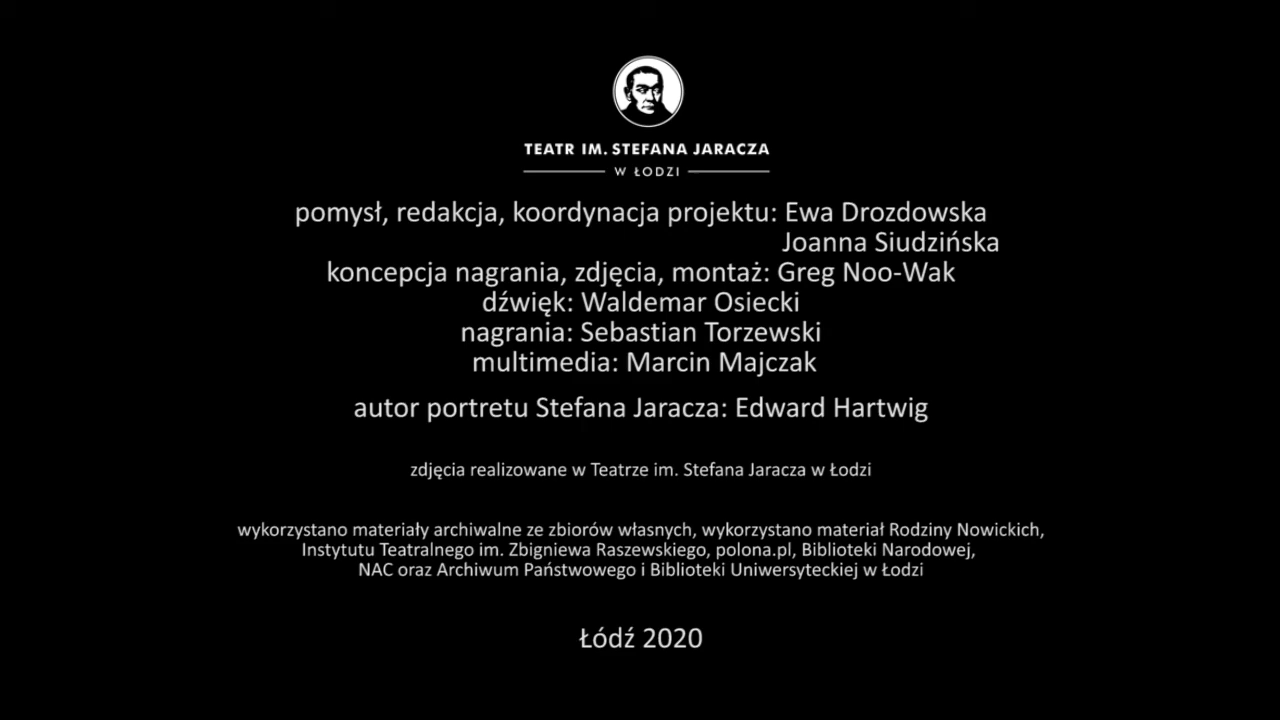 TEATR IM. STEFANA JARACZA
W ŁODZI
pomysł, redakcja, koordynacja projektu: Ewa Drozdowska
Joanna Siudzińska
koncepcja nagrania, zdjęcia, montaż: Greg Noo-Wak
dźwięk: Waldemar Osiecki
nagrania: Sebastian Torzewski
multimedia: Marcin Majczak
autor portretu Stefana Jaracza: Edward Hartwig
zdjęcia realizowane w Teatrze im. Stefana Jaracza w Łodzi
wykorzystano materiały archiwalne ze zbiorów własnych, wykorzystano materiał Rodziny Nowickich,
Instytutu Teatralnego im. Zbigniewa Raszewskiego, polona.pl, Biblioteki Narodowej,
NAC oraz Archiwum Państwowego i Biblioteki Uniwersyteckiej w Łodzi
Łódź 2020